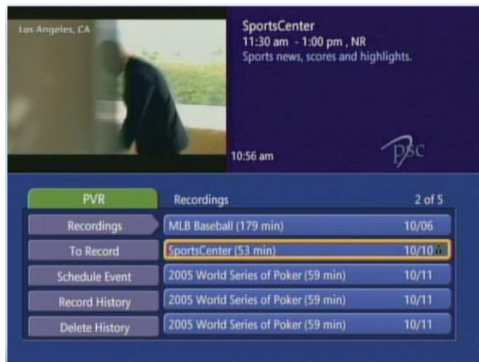 Los Angeles, CA
SportsCenter
11:30 am - 1:00 pm , NR
Sports news, scores and highlights.
10:56 am
psc
PVR Recordings 2 of 5
Recordings MLB Baseball (179 min) 10/06
To Record SportsCenter (53 min) 10/10
Schedule Event 2005 World Series of Poker (59 min) 10/11
Record History 2005 World Series of Poker (59 min) 10/11
Delete History 2005 World Series of Poker (59 min) 10/11